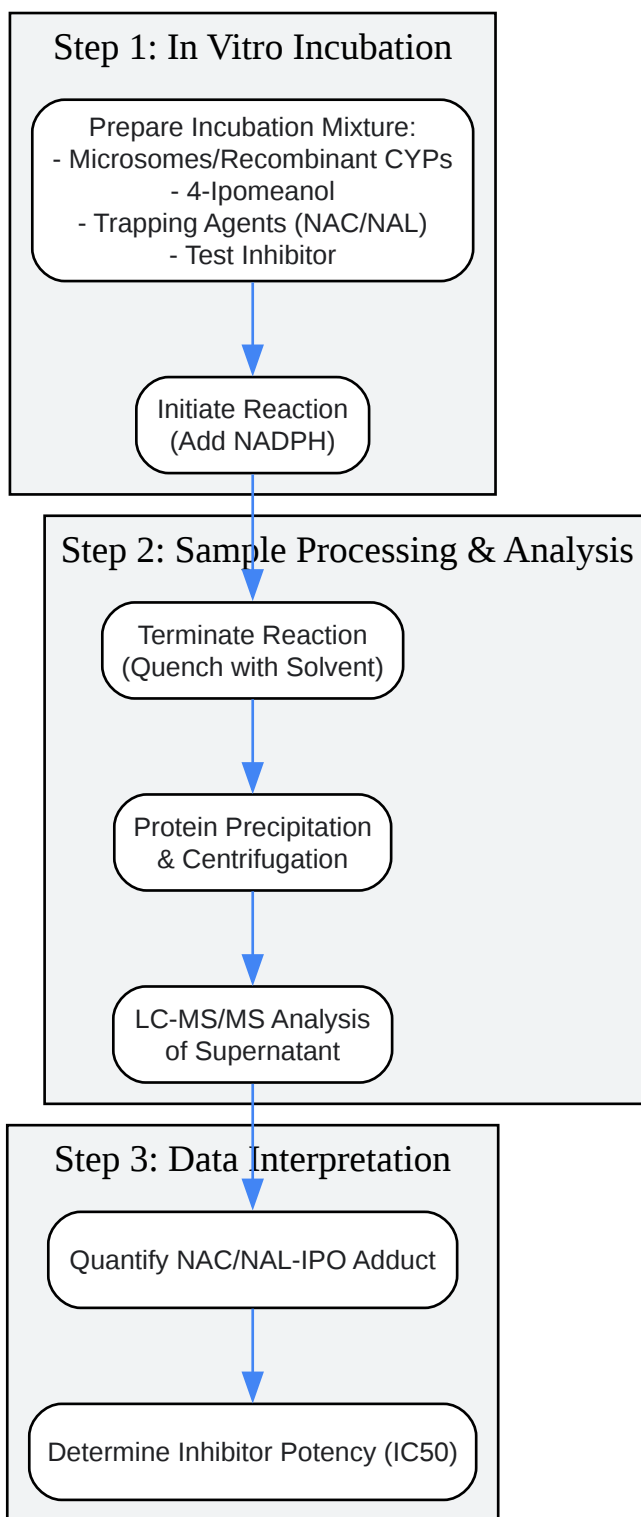 Step 1: In Vitro Incubation
Prepare Incubation Mixture:
- Microsomes/Recombinant CYPs
- 4-Ipomeanol
- Trapping Agents (NAC/NAL)
- Test Inhibitor
Initiate Reaction
(Add NADPH)
Step 2: Sample Processing & Analysis
Terminate Reaction
(Quench with Solvent)
Protein Precipitation
& Centrifugation
LC-MS/MS Analysis
of Supernatant
Step 3: Data Interpretation
Quantify NAC/NAL-IPO Adduct
Determine Inhibitor Potency (IC50)